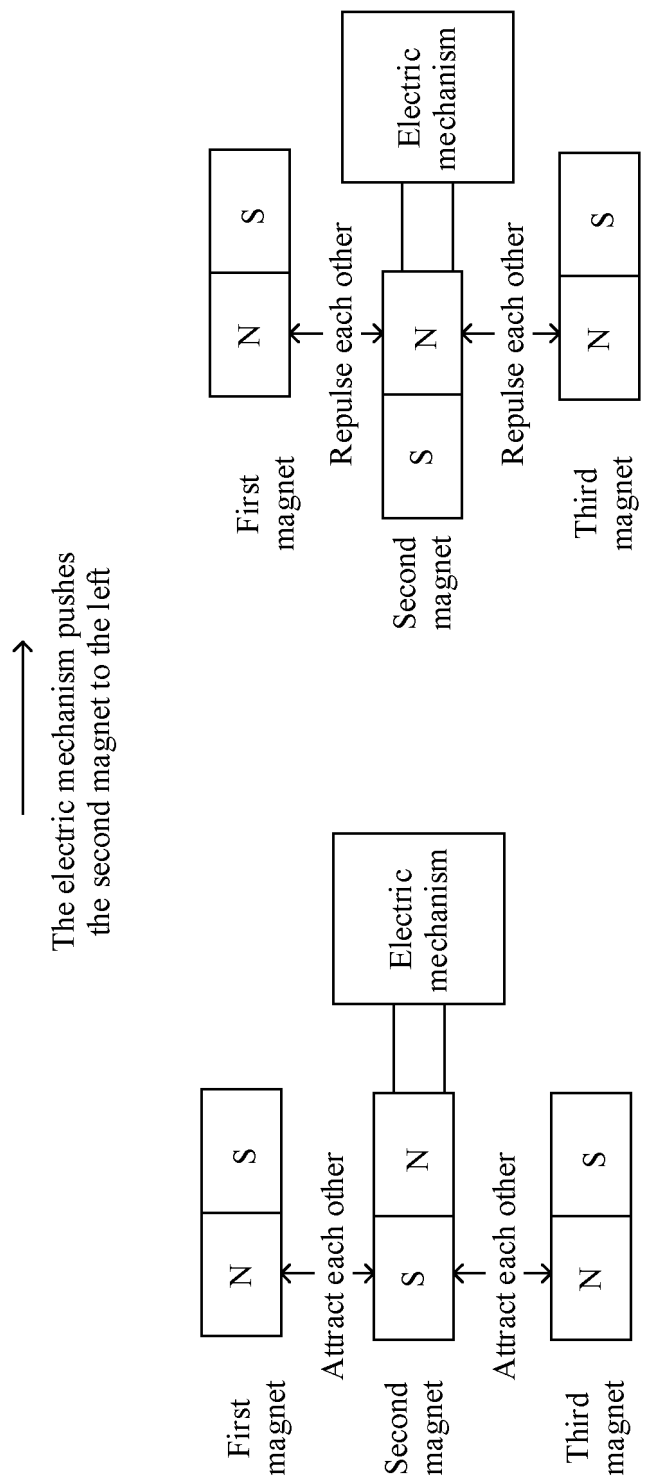 The electric mechanism pushes
the second magnet to the left
First
magnet
N
S
Attract each other
Second
magnet
S
N
Electric
mechanism
Attract each other
Third
magnet
N
S
First
magnet
N
S
Repulse each other
Second
magnet
S
N
Electric
mechanism
Repulse each other
Third
magnet
N
S